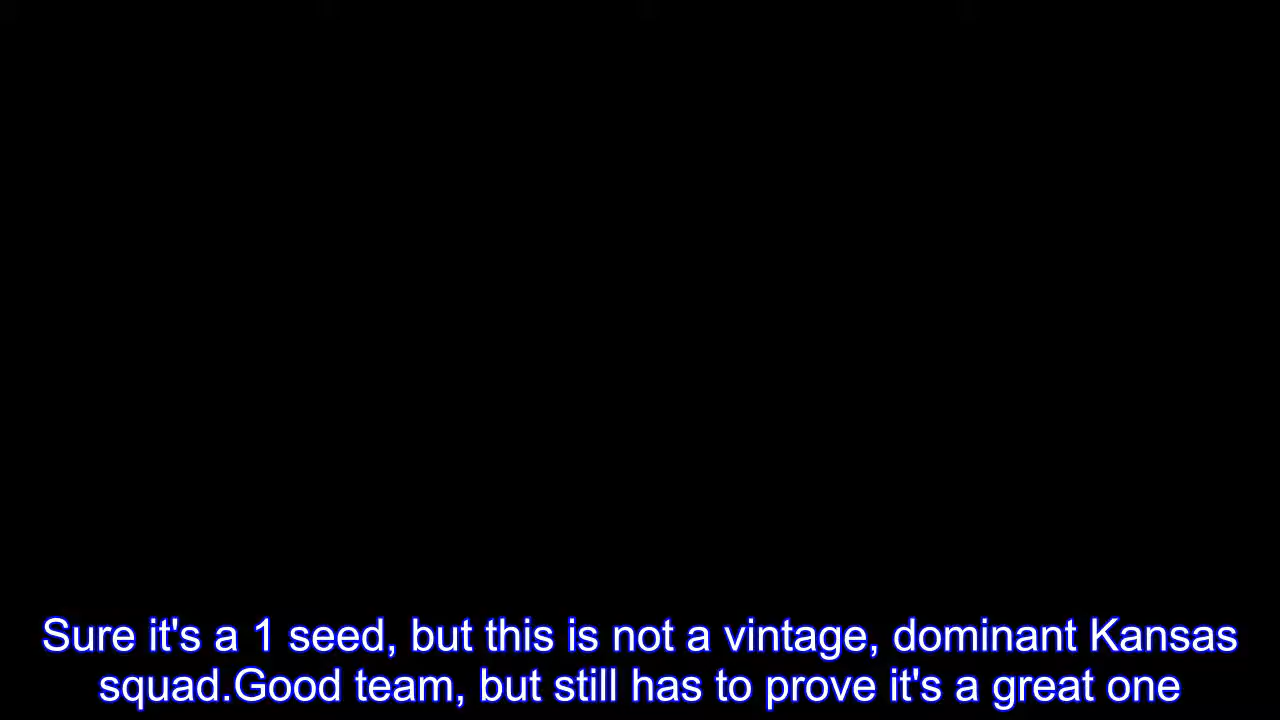 Sure it's a 1 seed, but this is not a vintage, dominant Kansas
squad.Good team, but still has to prove it's a great one